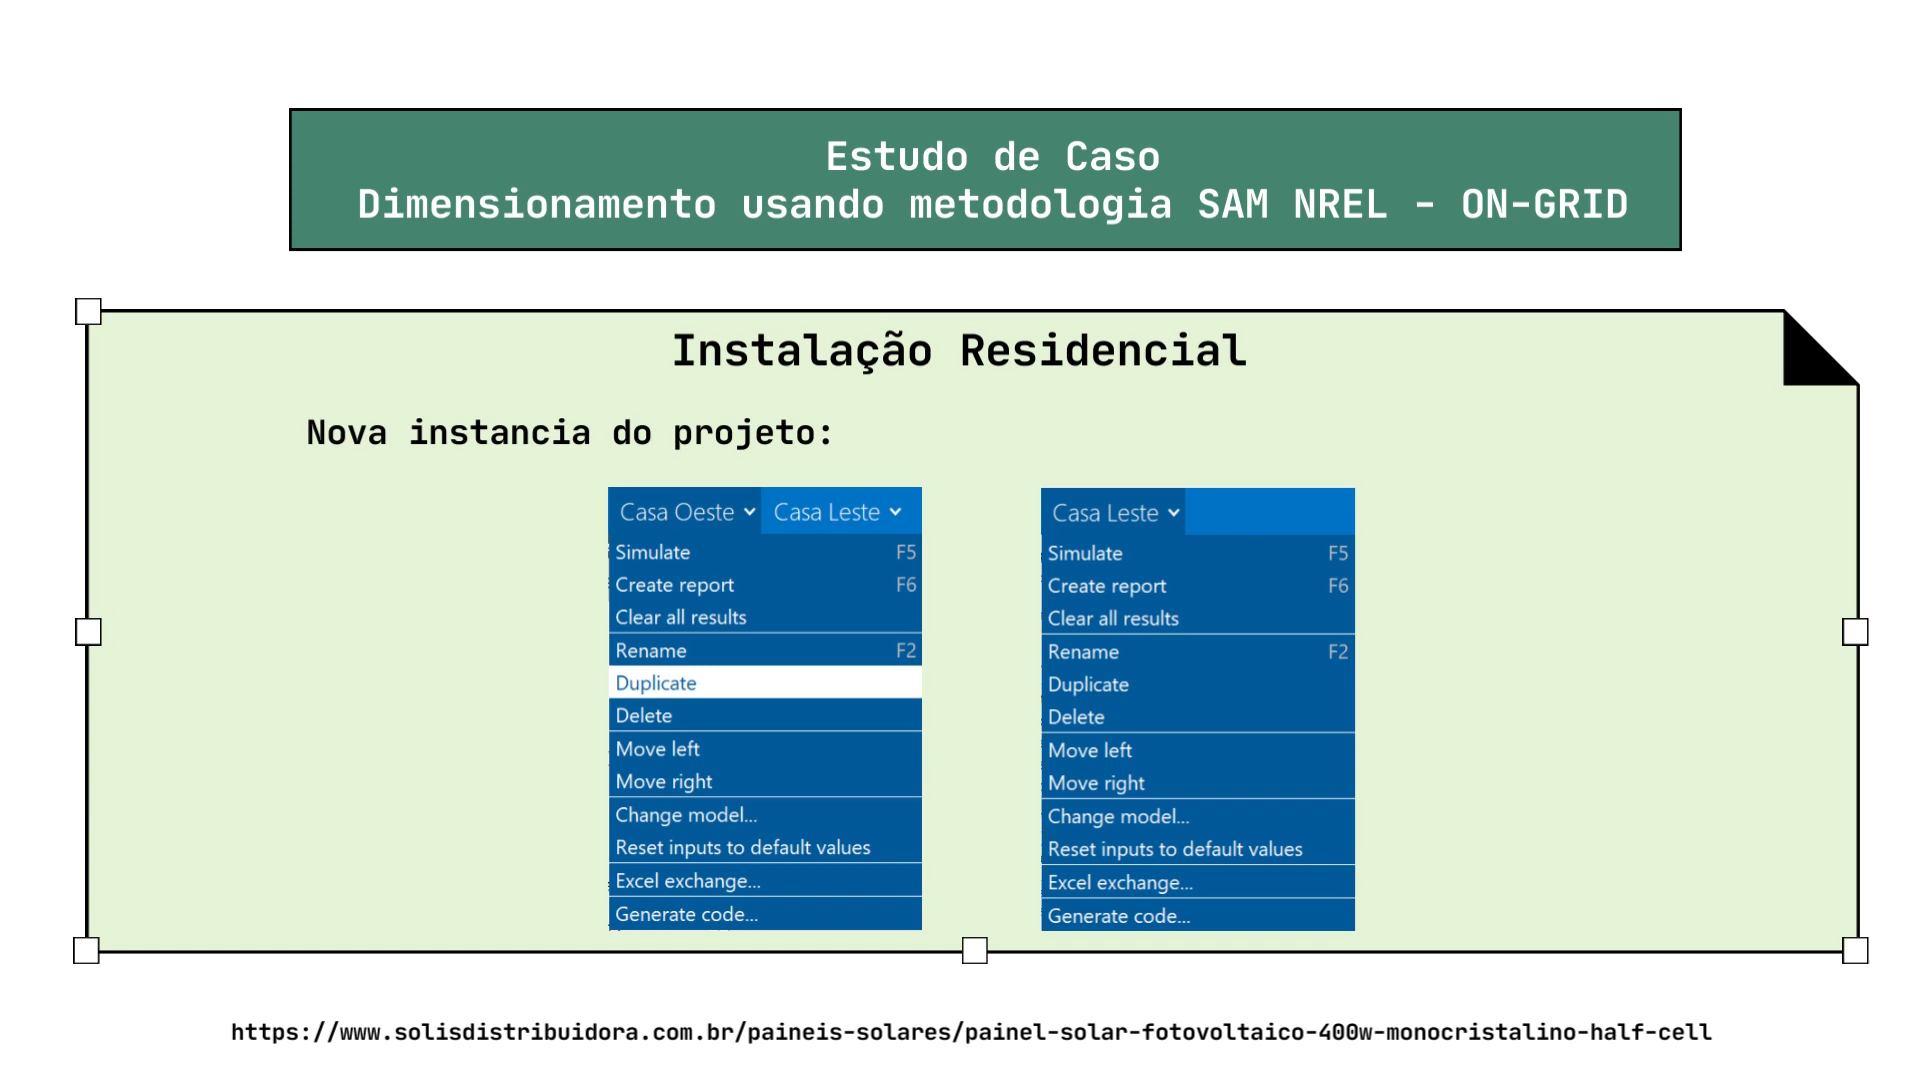 Estudo de Caso
Dimensionamento usando metodologia SAM NREL - ON-GRID
Instalação Residencial
Nova instancia do projeto:
Casa Oeste Casa Leste
Simulate F5
Create report F6
Clear all results
Rename F2
Duplicate
Delete
Move left
Move right
Change model...
Reset inputs to default values
Excel exchange...
Generate code...
Casa Leste
Simulate F5
Create report F6
Clear all results
Rename F2
Duplicate
Delete
Move left
Move right
Change model...
Reset inputs to default values
Excel exchange...
Generate code...
https://www.solisdistribuidora.com.br/paineis-solares/painel-solar-fotovoltaico-400w-monocristalino-half-cell